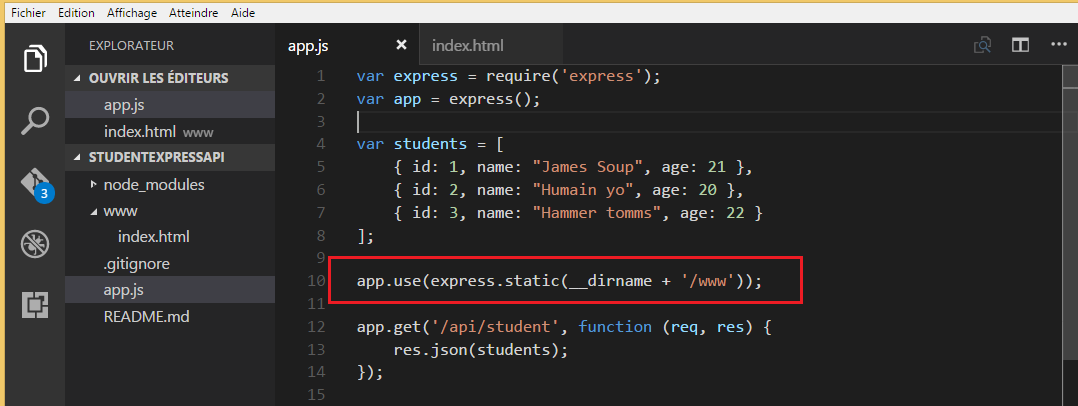 Fichier Edition Affichage Atteindre Aide
EXPLORATEUR
OUVRIR LES ÉDITEURS
app.js
index.html www
STUDENTEXPRESSAPI
node_modules
www
index.html
.gitignore
app.js
README.md
3
app.js × index.html
1 var express = require('express');
2 var app = express();
3
4 var students = [
5 { id: 1, name: "James Soup", age: 21 },
6 { id: 2, name: "Humain yo", age: 20 },
7 { id: 3, name: "Hammer tomms", age: 22 }
8 ];
9
10 app.use(express.static(__dirname + '/www'));
11
12 app.get('/api/student', function (req, res) {
13 res.json(students);
14 });
15